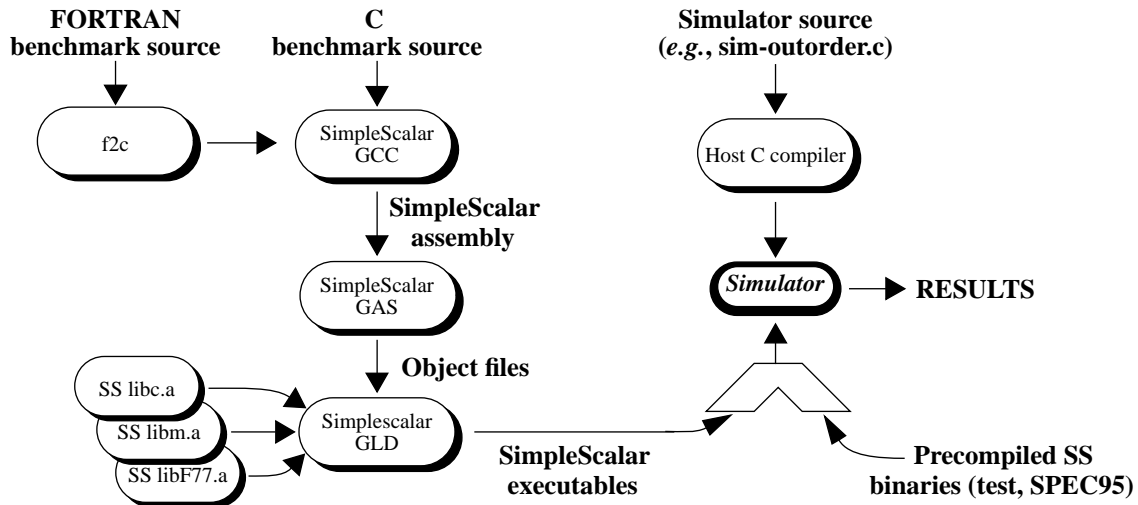 FORTRAN
benchmark source
C
benchmark source
Simulator source
(e.g., sim-outorder.c)
f2c
SimpleScalar
GCC
Host C compiler
SimpleScalar
assembly
SimpleScalar
GAS
Simulator
RESULTS
Object files
SS libc.a
SS libm.a
SS libF77.a
Simplescalar
GLD
SimpleScalar
executables
Precompiled SS
binaries (test, SPEC95)